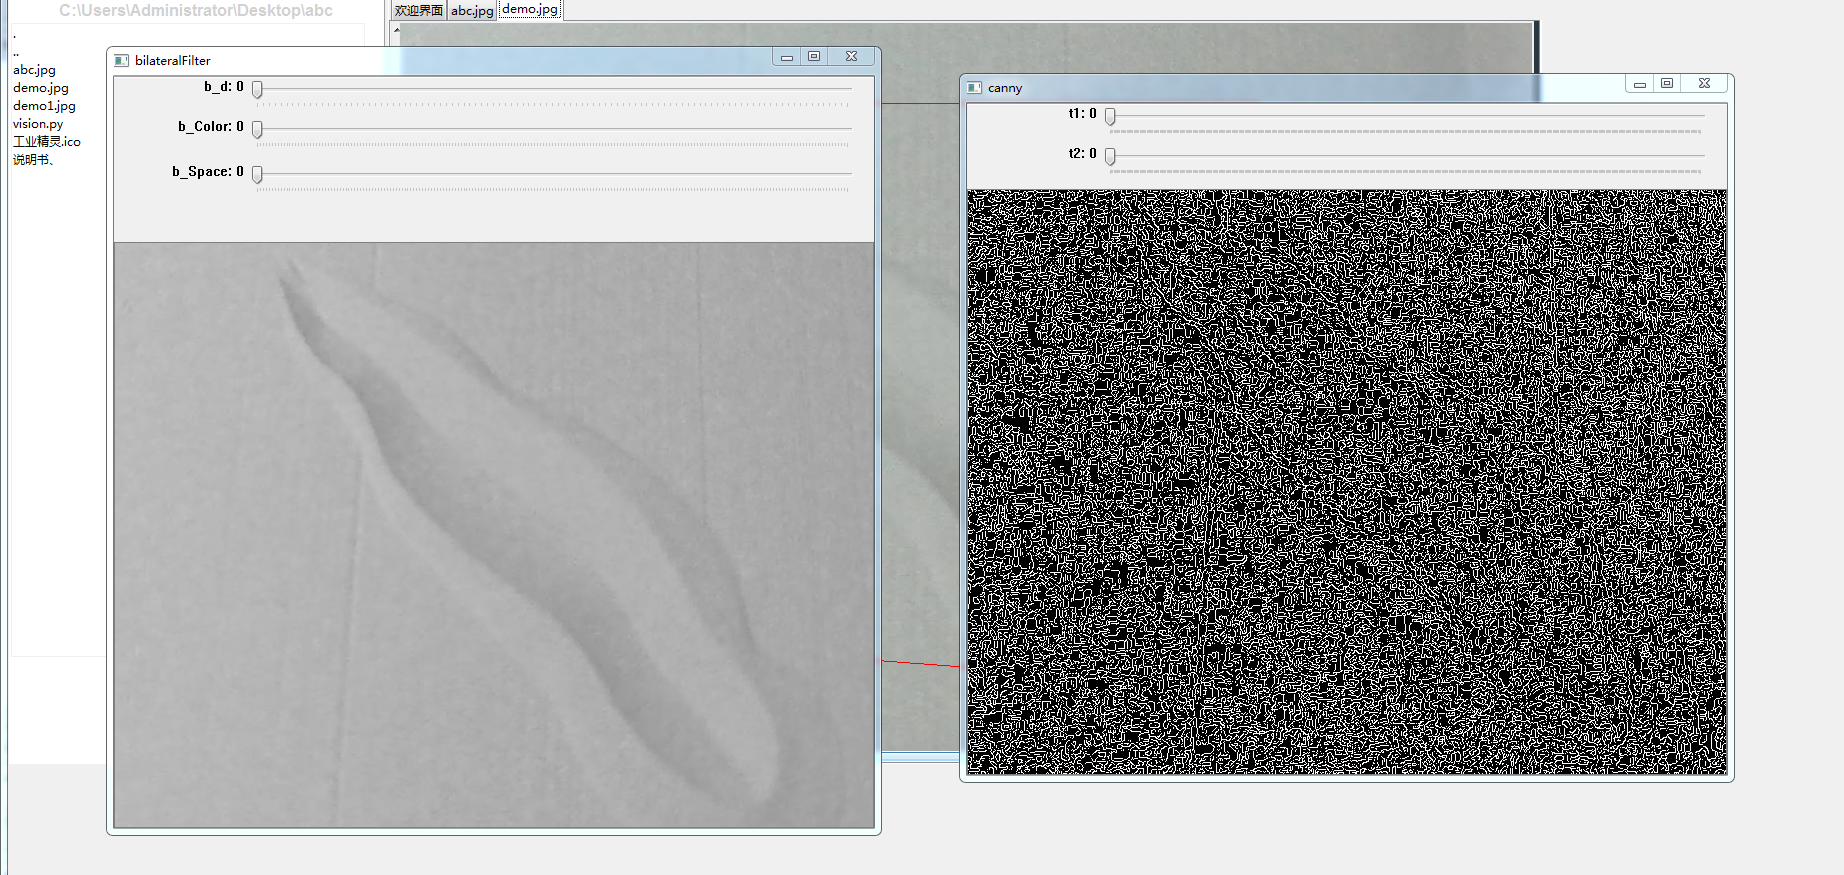 C:\Users\Administrator\Desktop\abc
.
..
abc.jpg
demo.jpg
demo1.jpg
vision.py
工业精灵.ico
说明书、
欢迎界面 abc.jpg demo.jpg
bilateralFilter
b_d: 0
b_Color: 0
b_Space: 0
canny
t1: 0
t2: 0